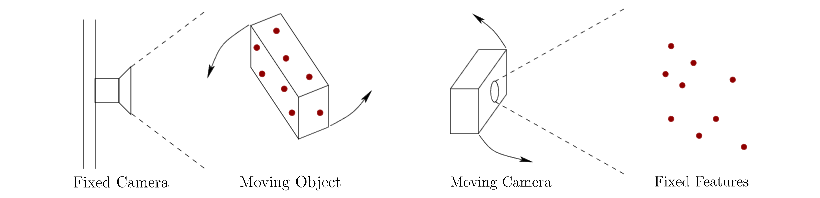 Fixed Camera
Moving Object
Moving Camera
Fixed Features